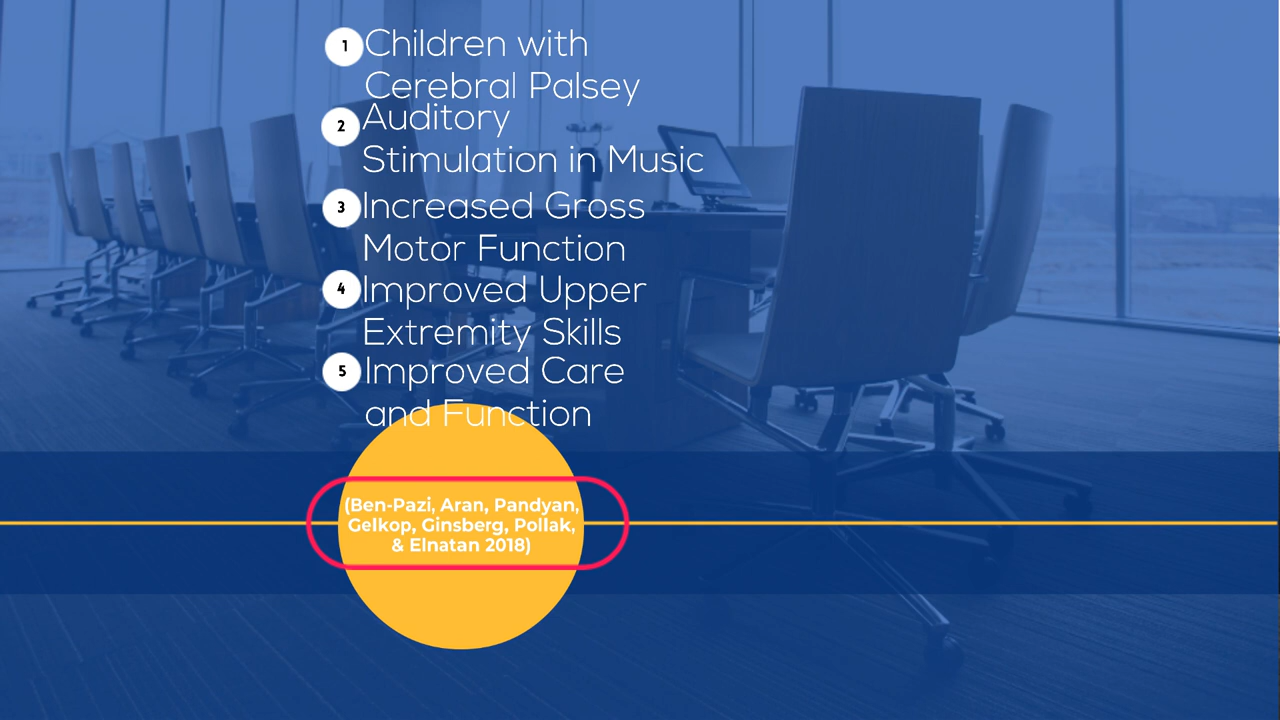 1 Children with
Cerebral Palsey
2 Auditory
Stimulation in Music
3 Increased Gross
Motor Function
4 Improved Upper
Extremity Skills
5 Improved Care
and Function
(Ben-Pazi, Aran, Pandyan,
Gelkop, Ginsberg, Pollak,
& Elnatan 2018)